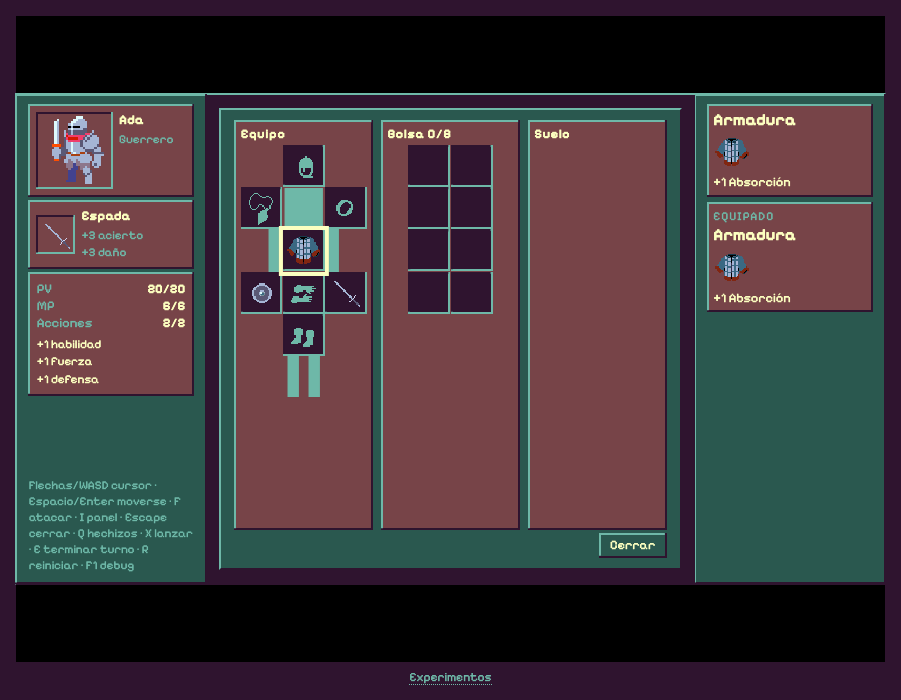 Ada
Guerrero
Espada
+3 acierto
+3 daño
PV 80/80
MP 6/6
Acciones 8/8
+1 habilidad
+1 fuerza
+1 defensa
Flechas/WASD cursor ·
Espacio/Enter moverse · F
atacar · I panel · Escape
cerrar · Q hechizos · X lanzar
· E terminar turno · R
reiniciar · F1 debug
Equipo
Bolsa 0/8
Suelo
Cerrar
Armadura
+1 Absorción
EQUIPADO
Armadura
+1 Absorción
Experimentos